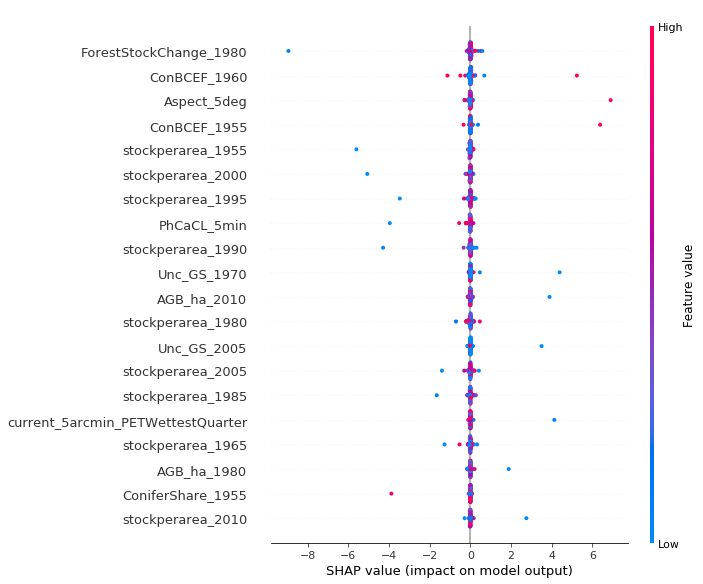 High
ForestStockChange_1980
ConBCEF_1960
Aspect_5deg
ConBCEF_1955
stockperarea_1955
stockperarea_2000
stockperarea_1995
PhCaCL_5min
stockperarea_1990
Unc_GS_1970
AGB_ha_2010
stockperarea_1980
Unc_GS_2005
stockperarea_2005
stockperarea_1985
current_5arcmin_PETWettestQuarter
stockperarea_1965
AGB_ha_1980
ConiferShare_1955
stockperarea_2010
Feature value
Low
−8 −6 −4 −2 0 2 4 6
SHAP value (impact on model output)